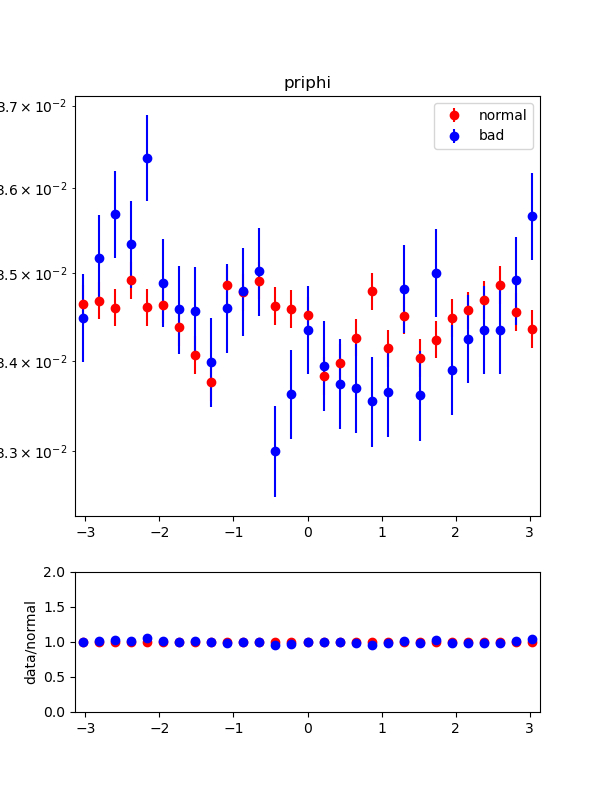 priphi
3.7 × 10⁻²
3.6 × 10⁻²
3.5 × 10⁻²
3.4 × 10⁻²
3.3 × 10⁻²
normal
bad
−3 −2 −1 0 1 2 3
data/normal
2.0
1.5
1.0
0.5
0.0
−3 −2 −1 0 1 2 3